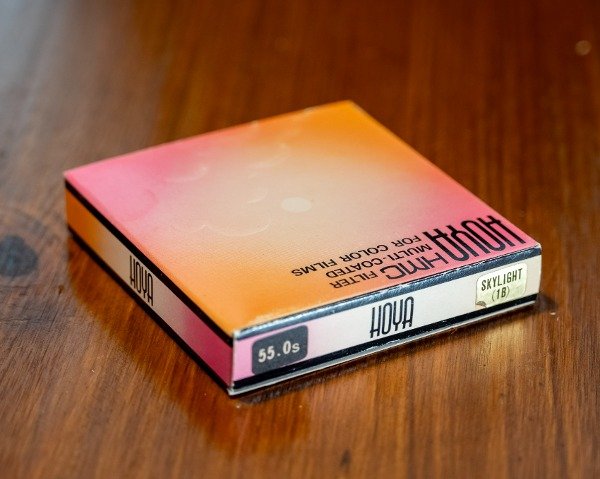 HOYA
HMC FILTER
MULTI-COATED
FOR COLOR FILMS
HOYA
55.0s
HOYA
SKYLIGHT
(1B)